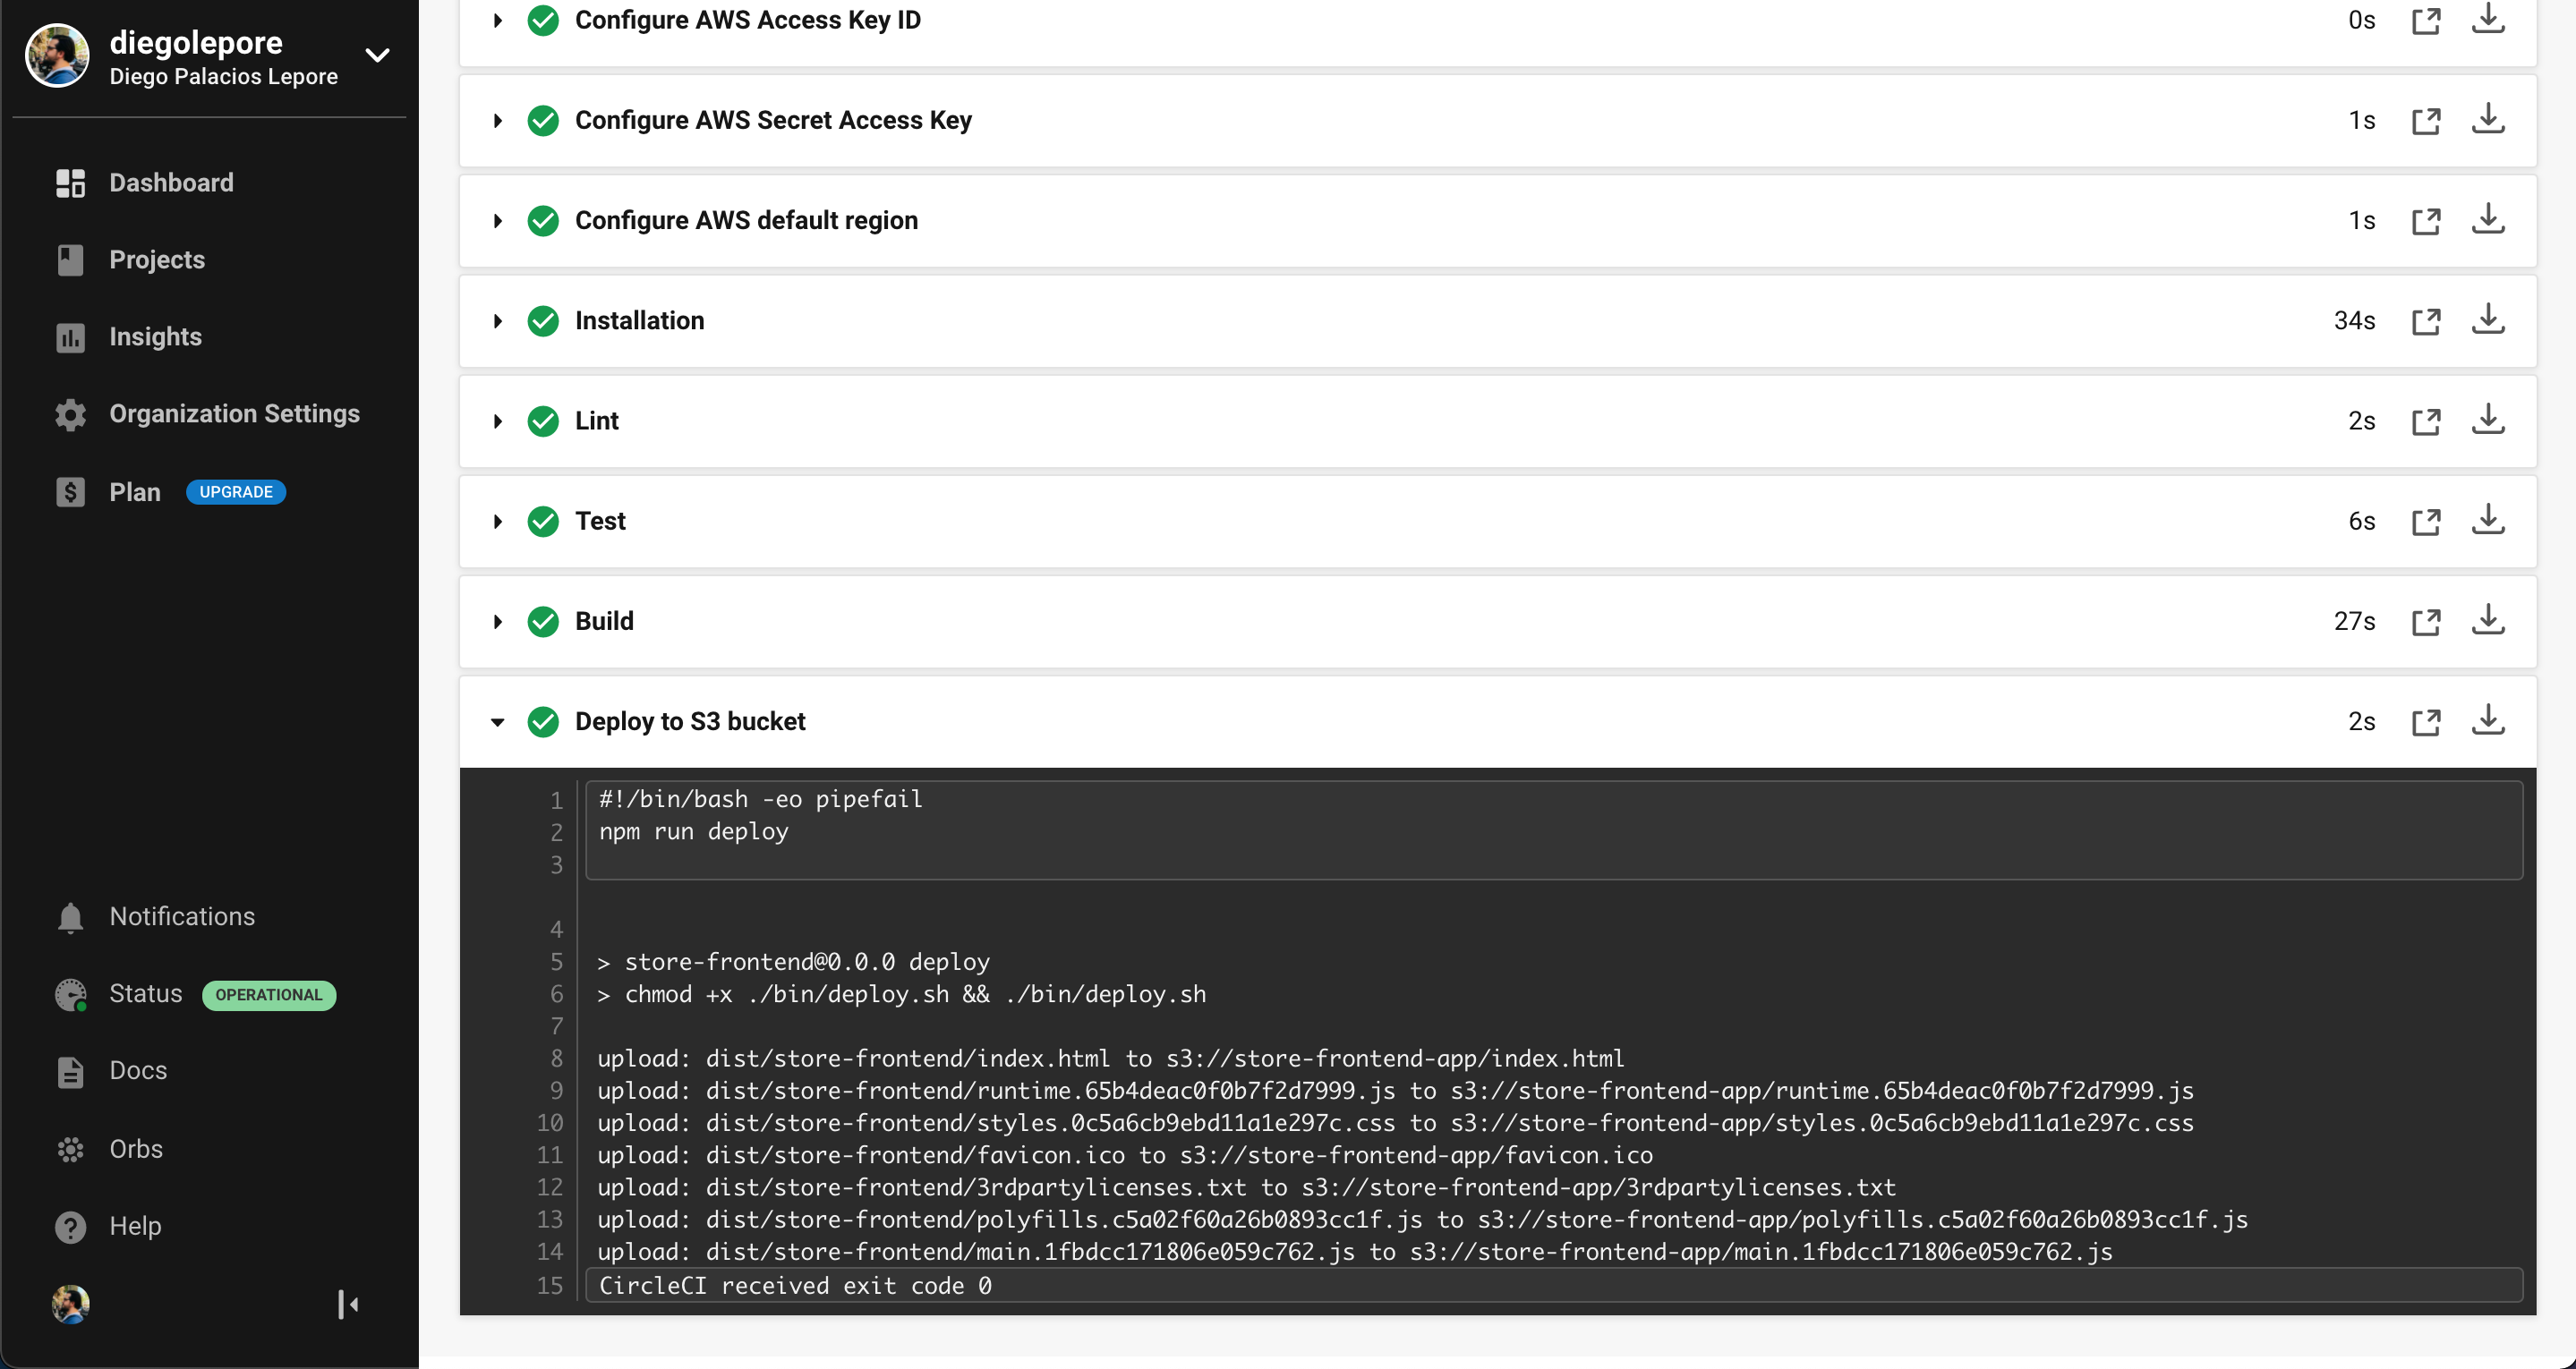 diegolepore
Diego Palacios Lepore
Dashboard
Projects
Insights
Organization Settings
Plan UPGRADE
Notifications
Status OPERATIONAL
Docs
Orbs
Help
Configure AWS Access Key ID 0s
Configure AWS Secret Access Key 1s
Configure AWS default region 1s
Installation 34s
Lint 2s
Test 6s
Build 27s
Deploy to S3 bucket 2s
1 #!/bin/bash -eo pipefail
2 npm run deploy
3
4
5 > store-frontend@0.0.0 deploy
6 > chmod +x ./bin/deploy.sh && ./bin/deploy.sh
7
8 upload: dist/store-frontend/index.html to s3://store-frontend-app/index.html
9 upload: dist/store-frontend/runtime.65b4deac0f0b7f2d7999.js to s3://store-frontend-app/runtime.65b4deac0f0b7f2d7999.js
10 upload: dist/store-frontend/styles.0c5a6cb9ebd11a1e297c.css to s3://store-frontend-app/styles.0c5a6cb9ebd11a1e297c.css
11 upload: dist/store-frontend/favicon.ico to s3://store-frontend-app/favicon.ico
12 upload: dist/store-frontend/3rdpartylicenses.txt to s3://store-frontend-app/3rdpartylicenses.txt
13 upload: dist/store-frontend/polyfills.c5a02f60a26b0893cc1f.js to s3://store-frontend-app/polyfills.c5a02f60a26b0893cc1f.js
14 upload: dist/store-frontend/main.1fbdcc171806e059c762.js to s3://store-frontend-app/main.1fbdcc171806e059c762.js
15 CircleCI received exit code 0